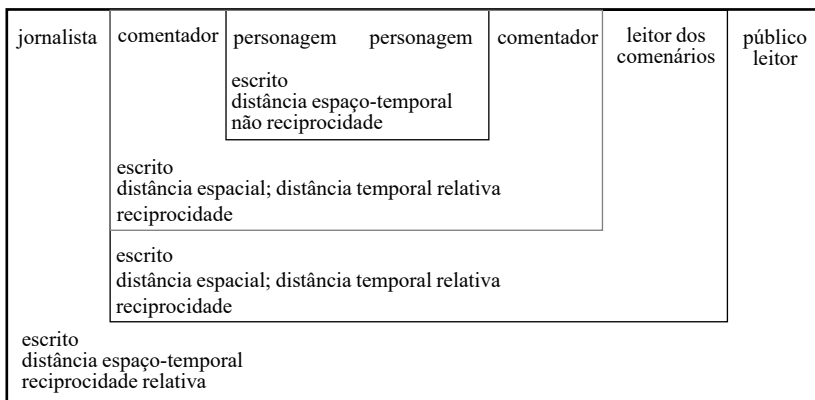 jornalista
comentador
personagem
personagem
comentador
leitor dos
comenários
público
leitor
escrito
distância espaço-temporal
não reciprocidade
escrito
distância espacial; distância temporal relativa
reciprocidade
escrito
distância espacial; distância temporal relativa
reciprocidade
escrito
distância espaço-temporal
reciprocidade relativa